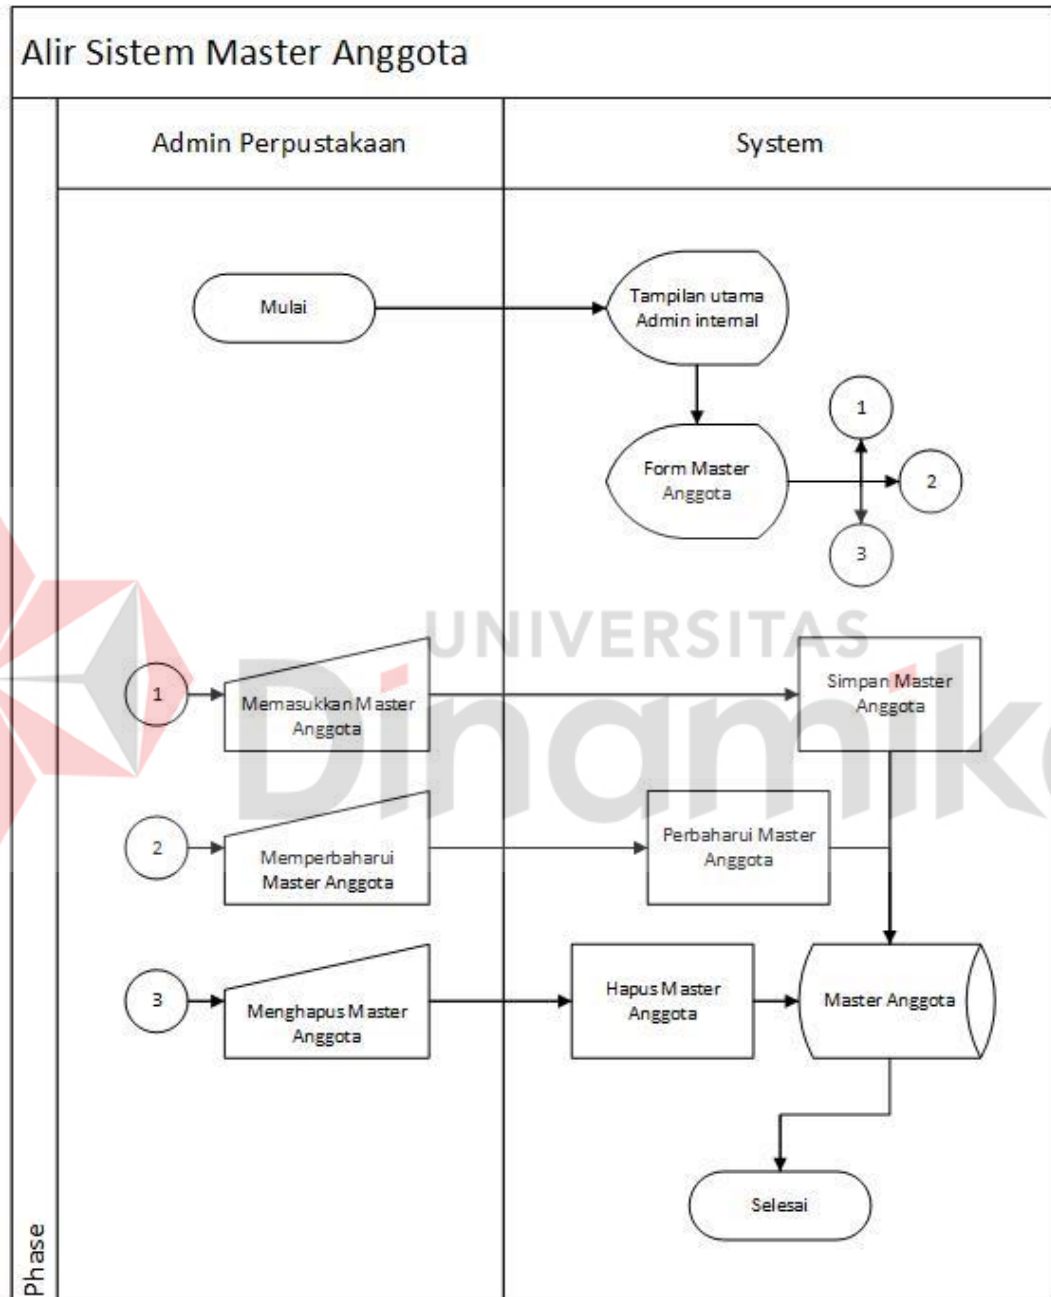 Alir Sistem Master Anggota
Admin Perpustakaan
System
Mulai
Tampilan utama
Admin internal
1
Form Master
Anggota
2
3
UNIVERSITAS
Dinamika
1
Memasukkan Master
Anggota
Simpan Master
Anggota
2
Memperbaharui
Master Anggota
Perbaharui Master
Anggota
3
Menghapus Master
Anggota
Hapus Master
Anggota
Master Anggota
Selesai
Phase